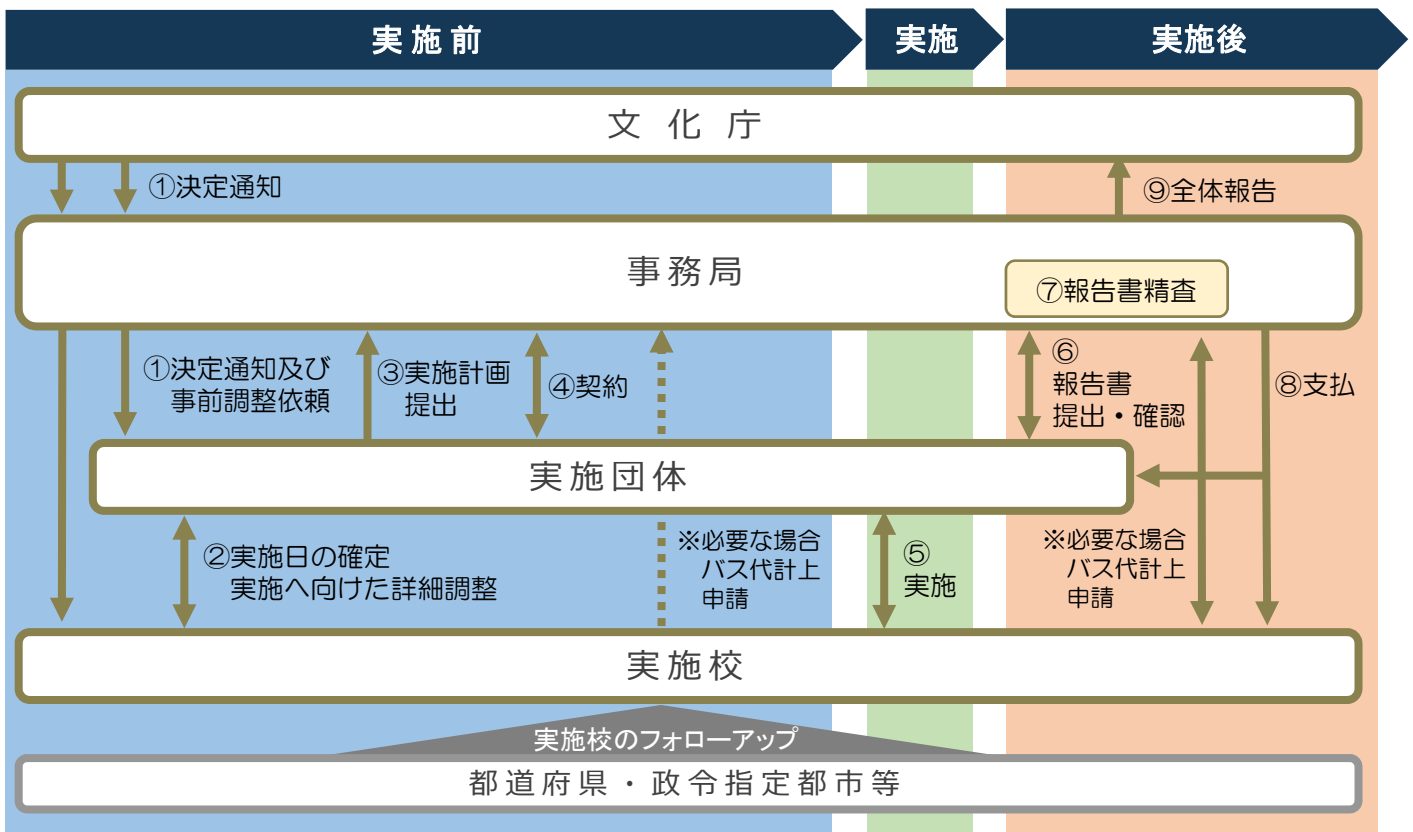 実施前
実施
実施後
文化庁
①決定通知
⑨全体報告
事務局
⑦報告書精査
①決定通知及び
事前調整依頼
③実施計画
提出
④契約
⑥
報告書
提出・確認
⑧支払
実施団体
②実施日の確定
実施へ向けた詳細調整
※必要な場合
バス代計上
申請
⑤
実施
※必要な場合
バス代計上
申請
実施校
実施校のフォローアップ
都道府県・政令指定都市等